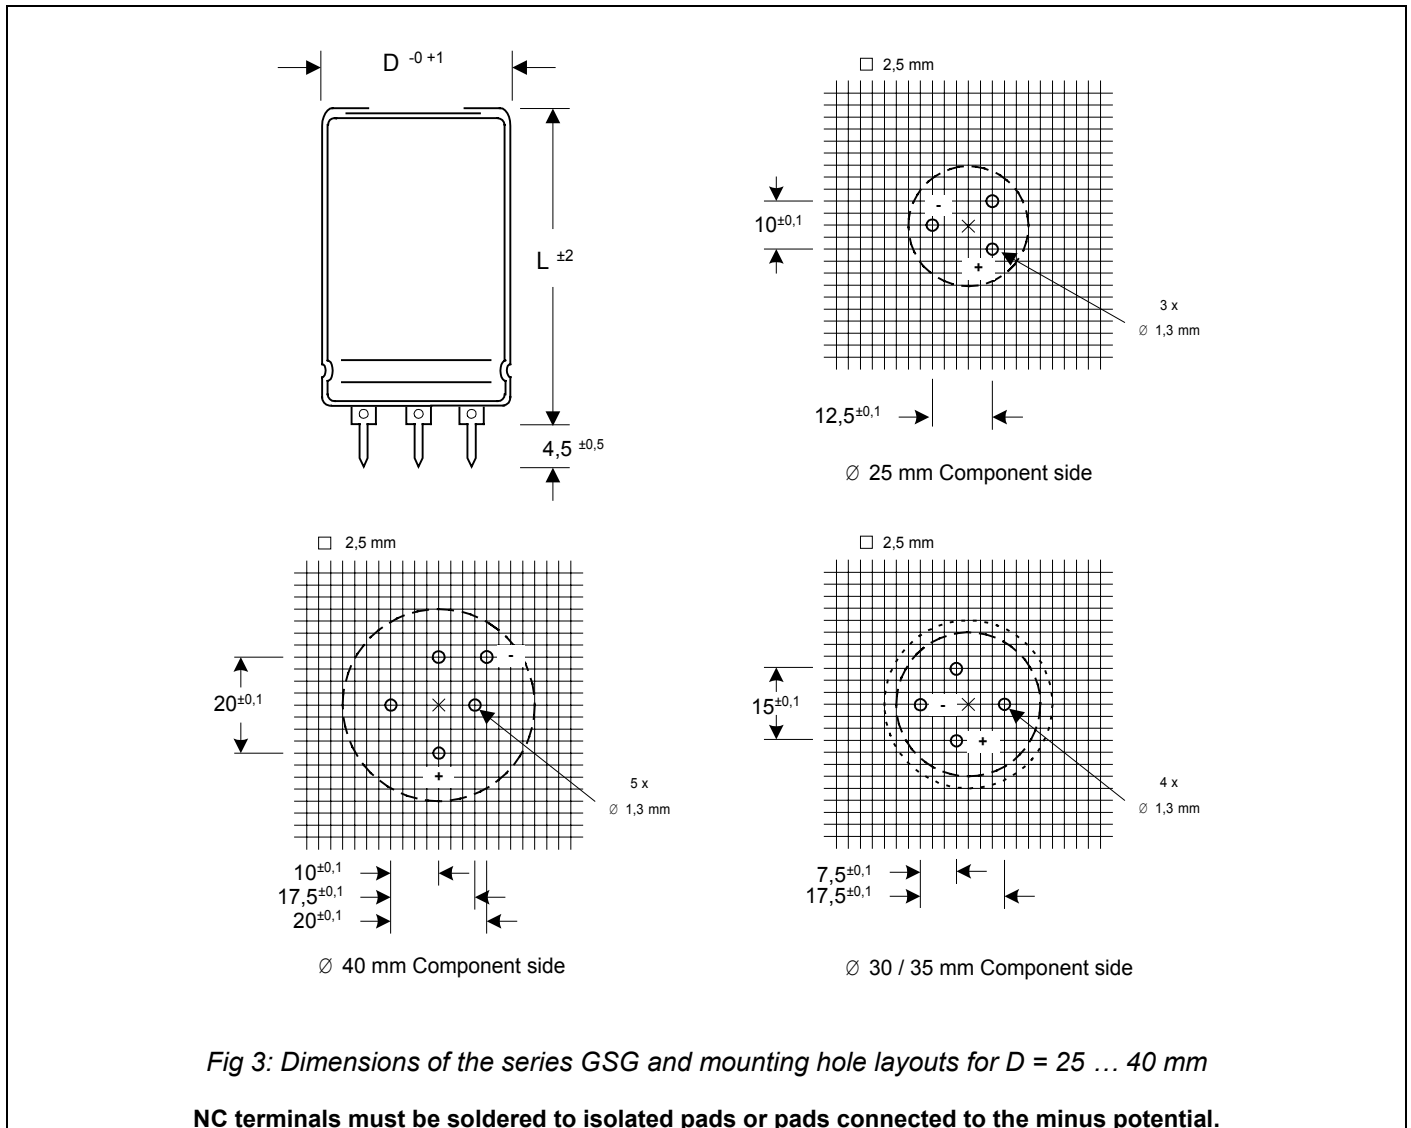 D -0 +1
L ±2
4,5 ±0,5
□ 2,5 mm
-
10±0,1
+
3 x
∅ 1,3 mm
12,5±0,1
∅ 25 mm Component side
□ 2,5 mm
-
20±0,1
+
5 x
∅ 1,3 mm
10±0,1
17,5±0,1
20±0,1
∅ 40 mm Component side
□ 2,5 mm
15±0,1
-
+
4 x
∅ 1,3 mm
7,5±0,1
17,5±0,1
∅ 30 / 35 mm Component side
Fig 3: Dimensions of the series GSG and mounting hole layouts for D = 25 … 40 mm
NC terminals must be soldered to isolated pads or pads connected to the minus potential.